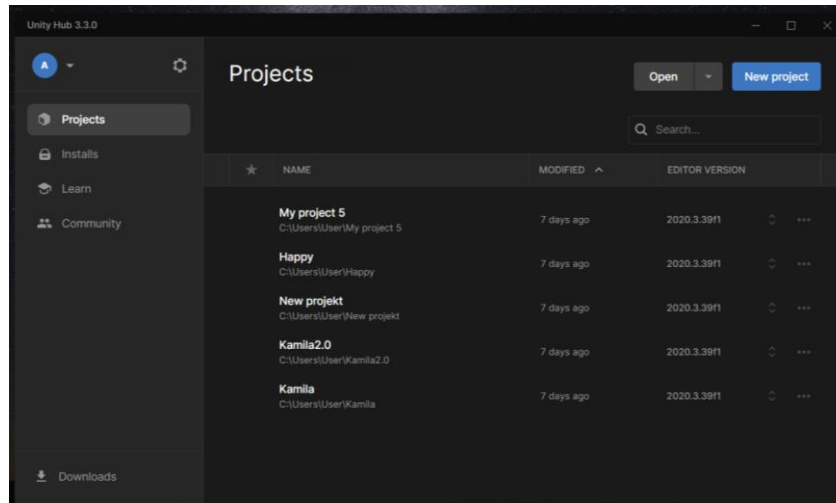 Unity Hub 3.3.0
A
Projects
Installs
Learn
Community
Downloads
Projects
Open
New project
Search...
NAME MODIFIED EDITOR VERSION
My project 5
C:\Users\User\My project 5
7 days ago 2020.3.39f1
Happy
C:\Users\User\Happy
7 days ago 2020.3.39f1
New projekt
C:\Users\User\New projekt
7 days ago 2020.3.39f1
Kamila2.0
C:\Users\User\Kamila2.0
7 days ago 2020.3.39f1
Kamila
C:\Users\User\Kamila
7 days ago 2020.3.39f1